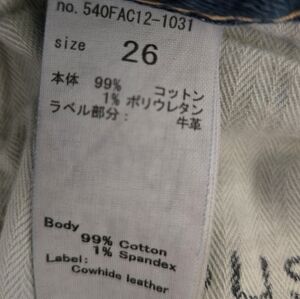 no. 540FAC12-1031
size 26
本体 99% コットン
1% ポリウレタン
ラベル部分: 牛革
Body
99% Cotton
1% Spandex
Label:
Cowhide leather